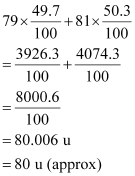 79 × 49.7/100 + 81 × 50.3/100
= 3926.3/100 + 4074.3/100
= 8000.6/100
= 80.006 u
= 80 u (approx)